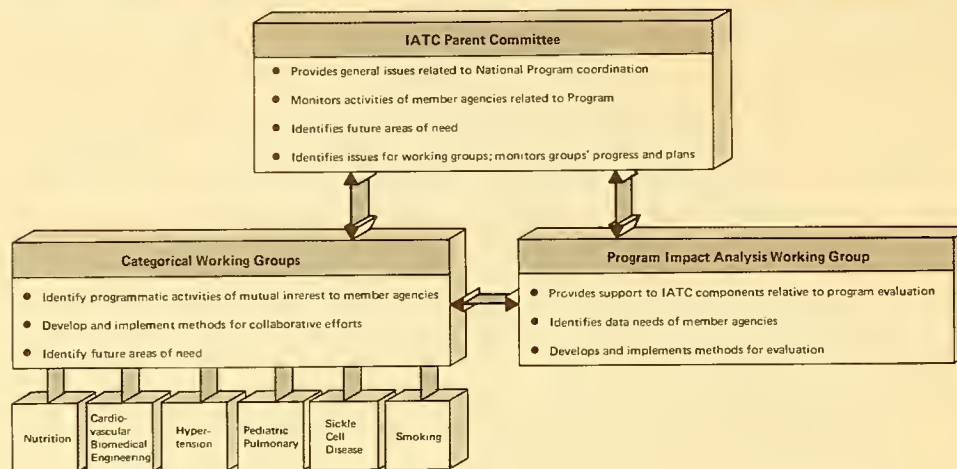 IATC Parent Committee
● Provides general issues related to National Program coordination
● Monitors activities of member agencies related to Program
● Identifies future areas of need
● Identifies issues for working groups; monitors groups' progress and plans
Categorical Working Groups
● Identify programmatic activities of mutual interest to member agencies
● Develop and implement methods for collaborative efforts
● Identify future areas of need
Program Impact Analysis Working Group
● Provides support to IATC components relative to program evaluation
● Identifies data needs of member agencies
● Develops and implements methods for evaluation
Nutrition
Cardio-
vascular
Biomedical
Engineering
Hyper-
tension
Pediatric
Pulmonary
Sickle
Cell
Disease
Smoking